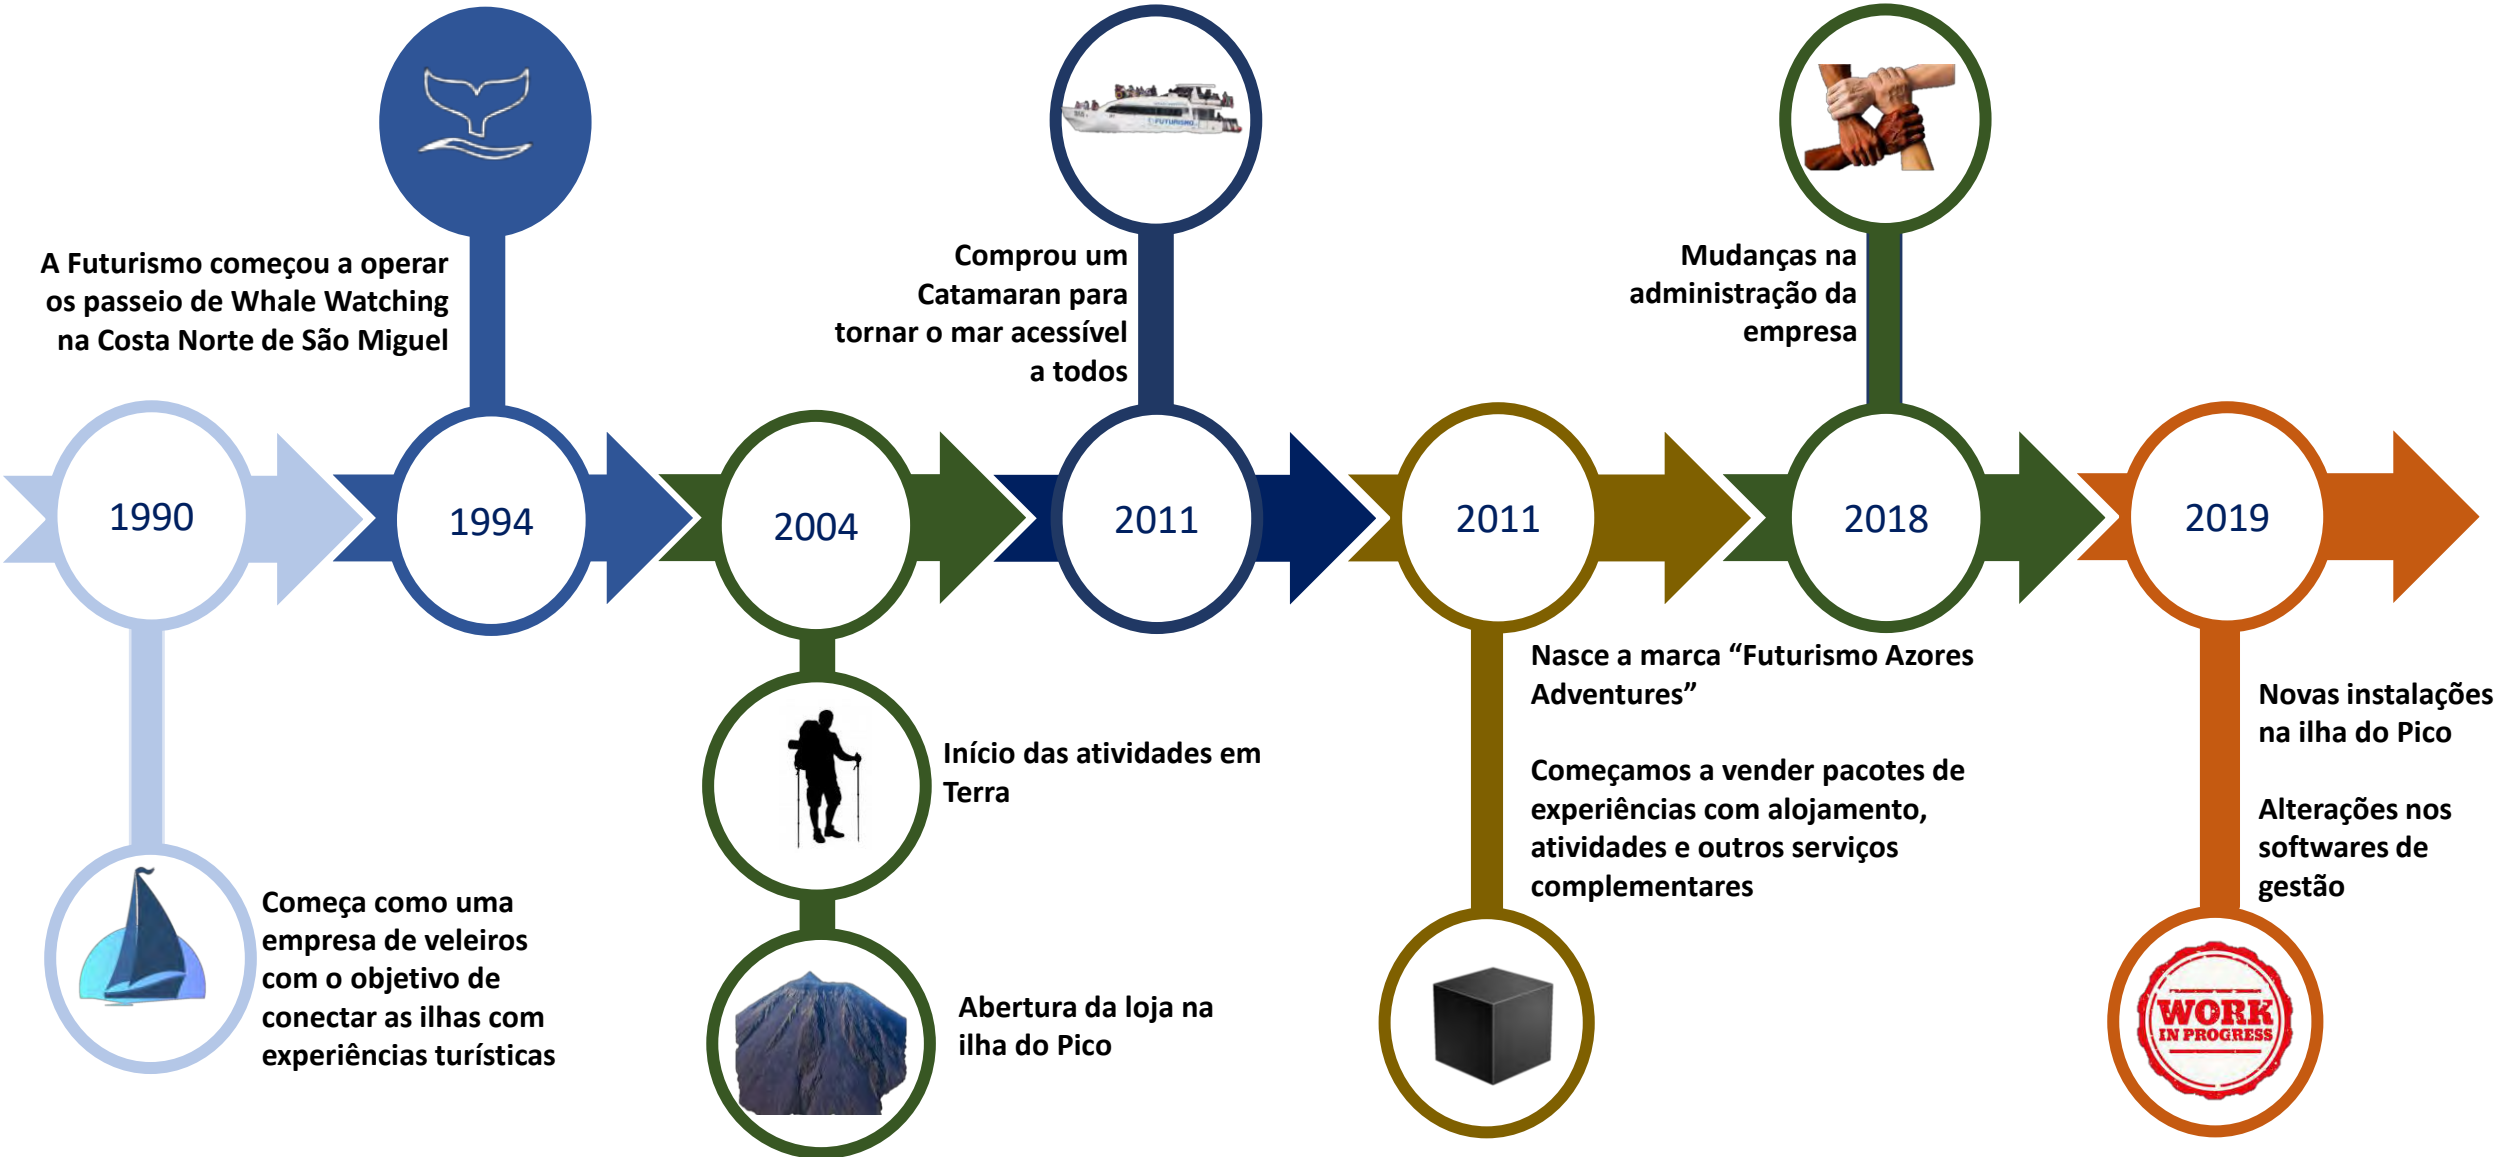 A Futurismo começou a operar
os passeio de Whale Watching
na Costa Norte de São Miguel
FUTURISMO
Comprou um
Catamaran para
tornar o mar acessível
a todos
Mudanças na
administração da
empresa
1990
1994
2004
2011
2011
2018
2019
Começa como uma
empresa de veleiros
com o objetivo de
conectar as ilhas com
experiências turísticas
Início das atividades em
Terra
Abertura da loja na
ilha do Pico
Nasce a marca “Futurismo Azores
Adventures”
Começamos a vender pacotes de
experiências com alojamento,
atividades e outros serviços
complementares
Novas instalações
na ilha do Pico
Alterações nos
softwares de
gestão
WORK
IN PROGRESS